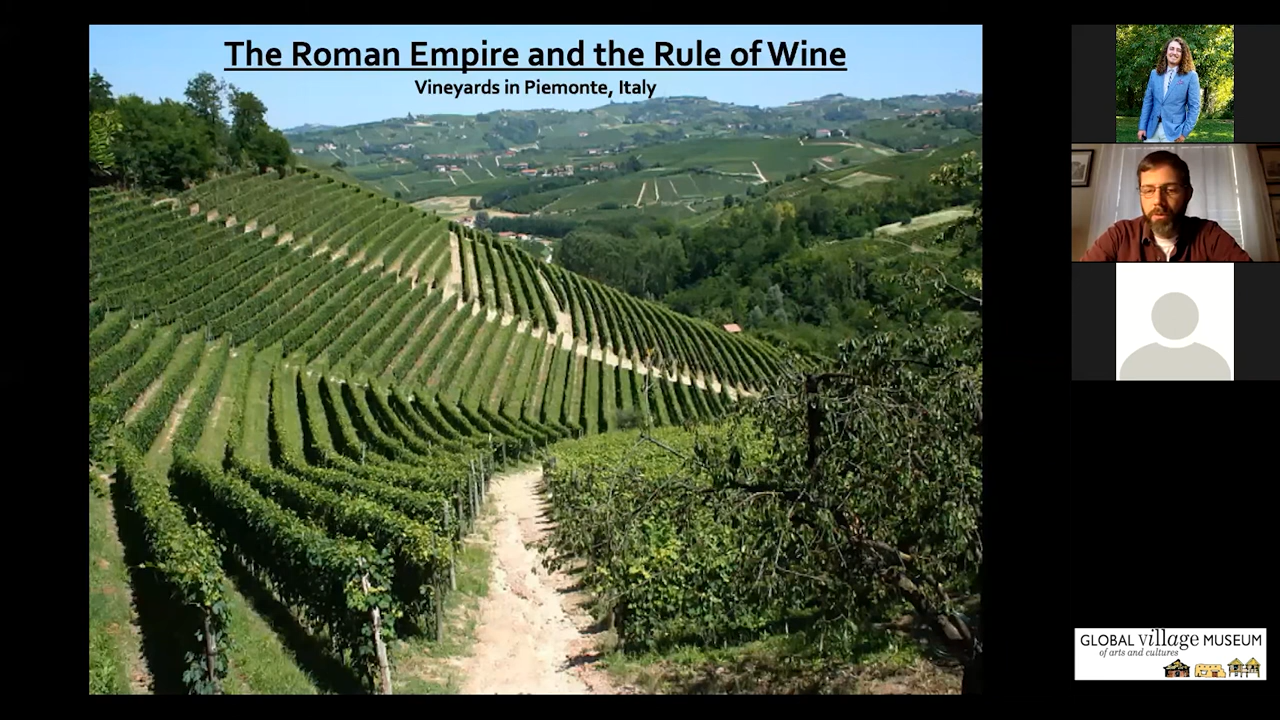 The Roman Empire and the Rule of Wine
Vineyards in Piemonte, Italy
GLOBAL village MUSEUM
of arts and cultures